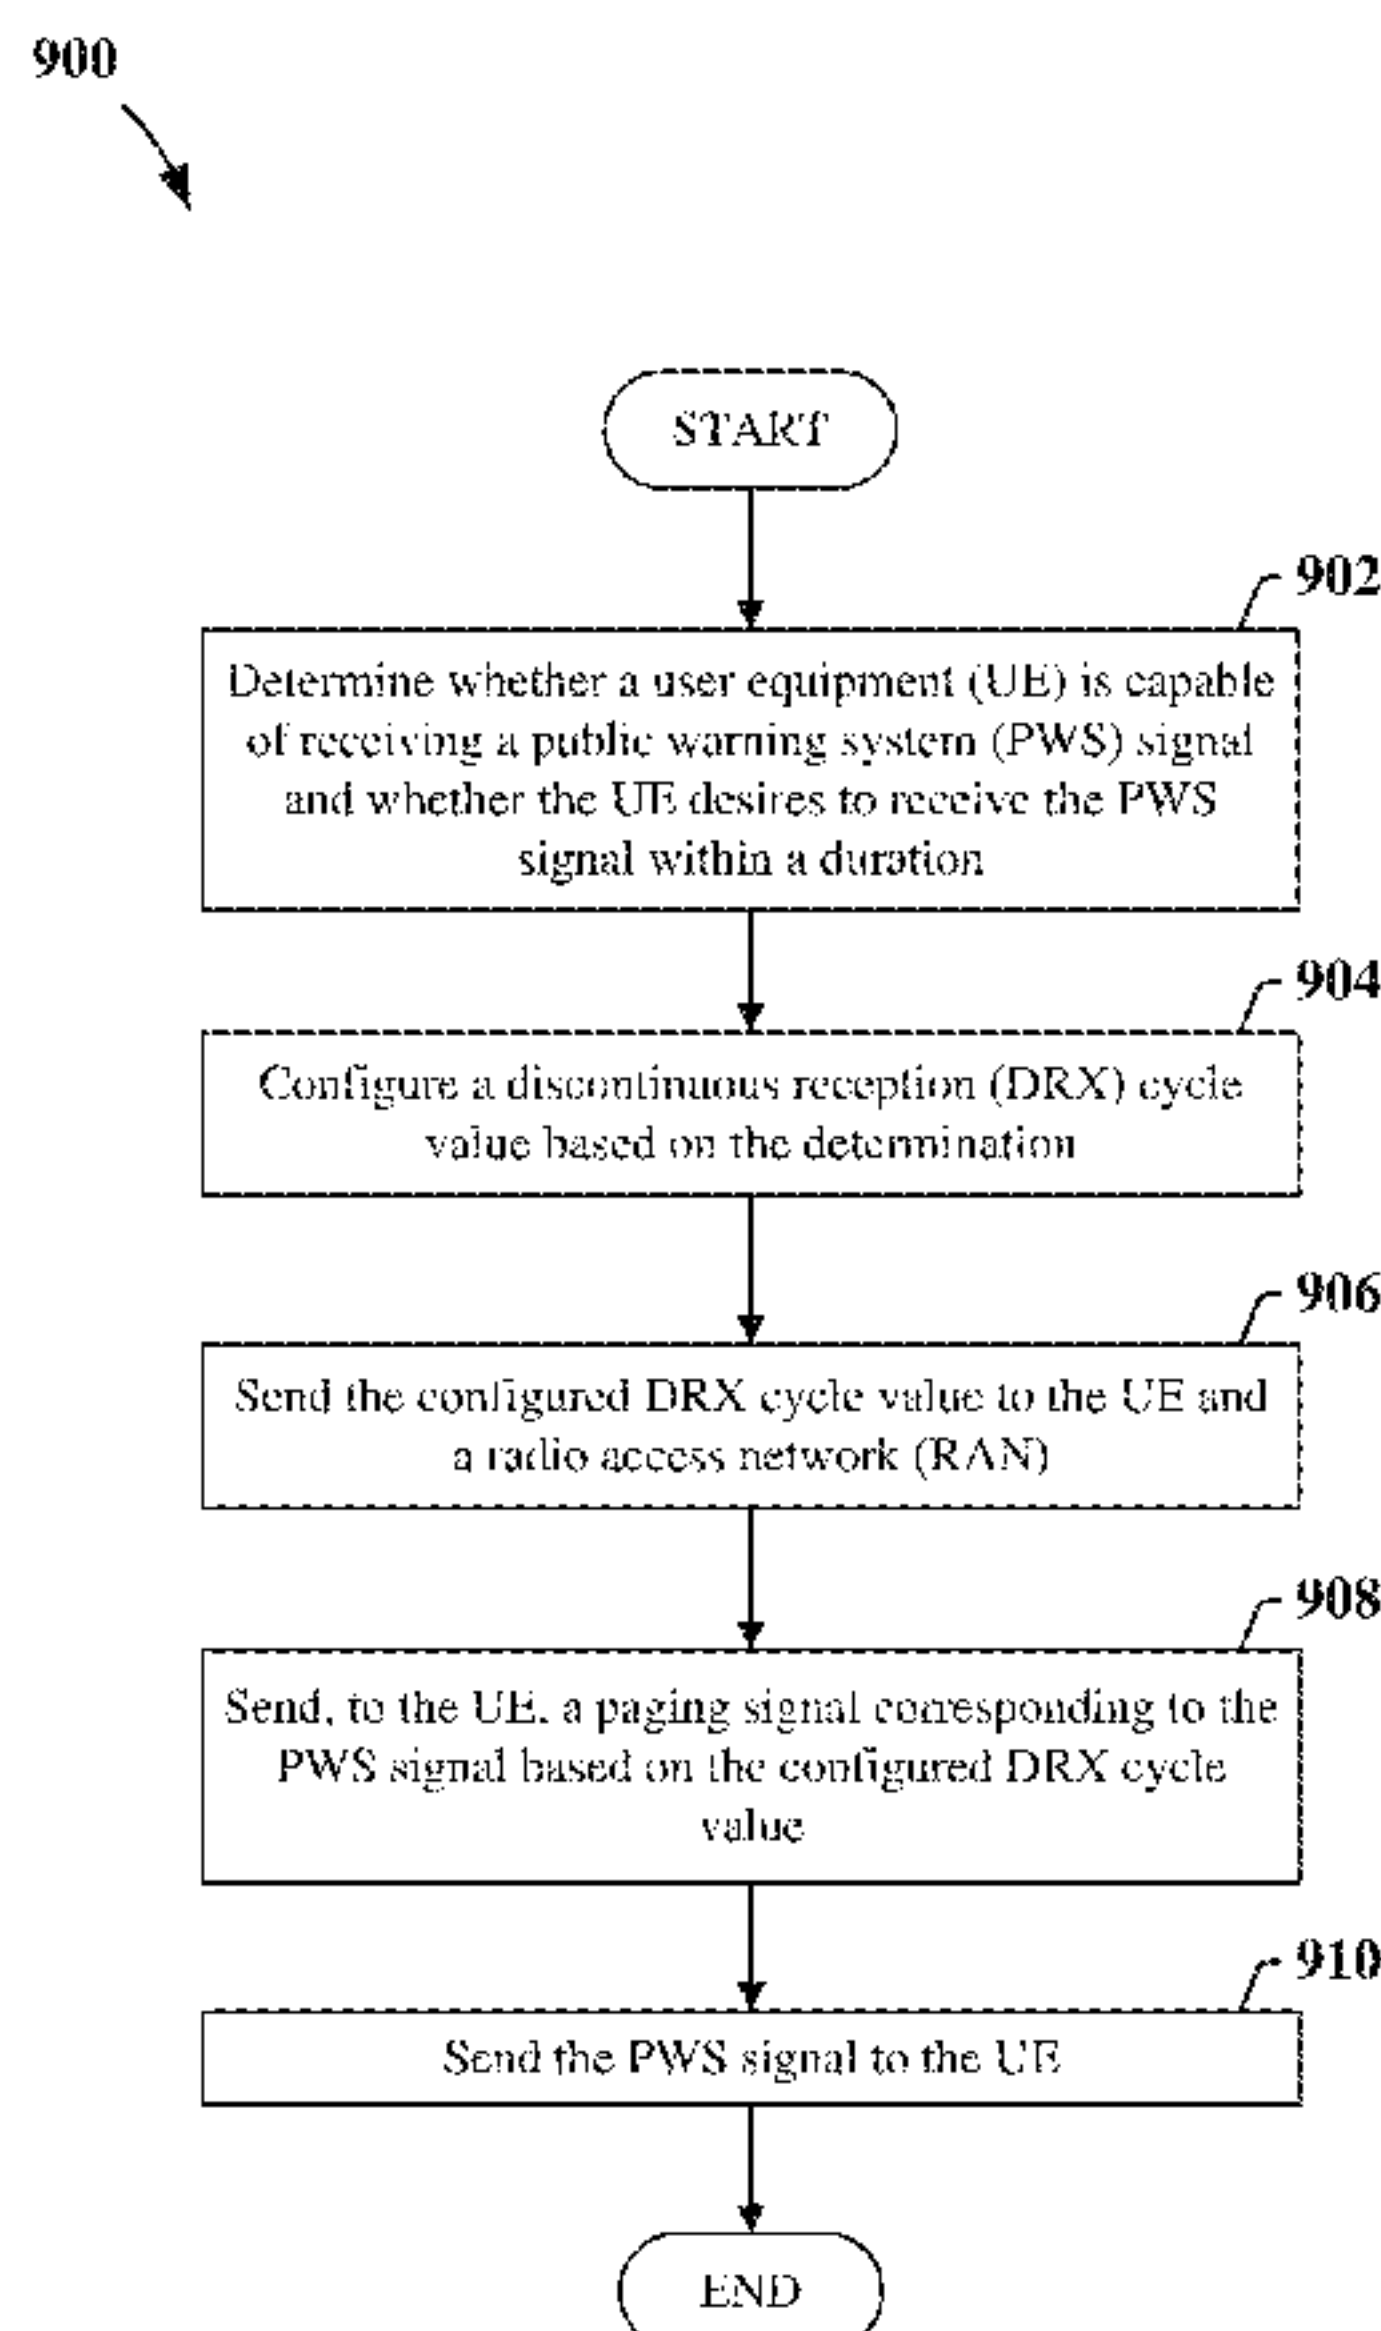 900
START
902
Determine whether a user equipment (UE) is capable
of receiving a public warning system (PWS) signal
and whether the UE desires to receive the PWS
signal within a duration
904
Configure a discontinuous reception (DRX) cycle
value based on the determination
906
Send the configured DRX cycle value to the UE and
a radio access network (RAN)
908
Send, to the UE, a paging signal corresponding to the
PWS signal based on the configured DRX cycle
value
910
Send the PWS signal to the UE
END